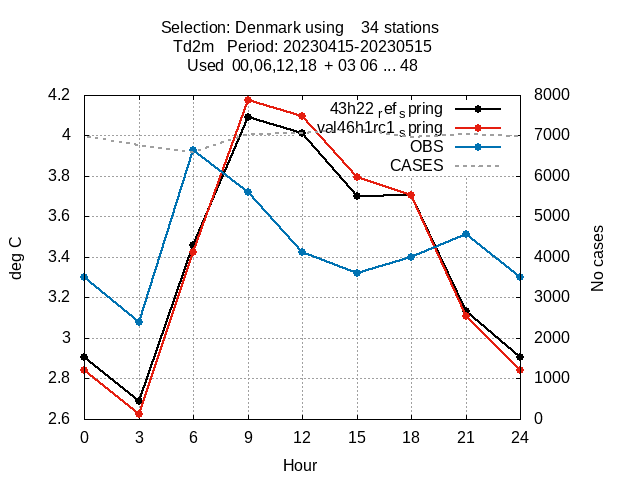 Selection: Denmark using 34 stations
Td2m Period: 20230415-20230515
Used 00,06,12,18 + 03 06 ... 48
4.2
4
3.8
3.6
3.4
3.2
3
2.8
2.6
8000
7000
6000
5000
4000
3000
2000
1000
0
43h22 ref spring
val46h1rc1 spring
OBS
CASES
deg C
No cases
0 3 6 9 12 15 18 21 24
Hour